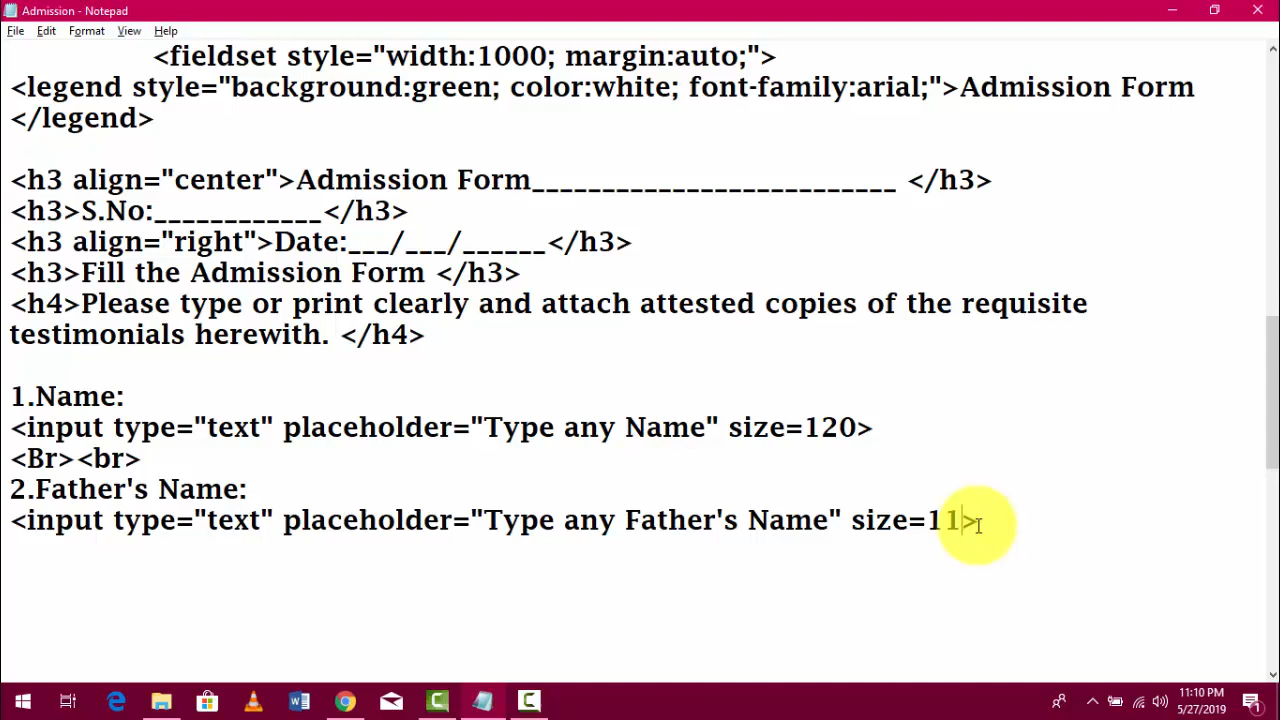 Admission - Notepad
File Edit Format View Help
<fieldset style="width:1000; margin:auto;">
<legend style="background:green; color:white; font-family:arial;">Admission Form
</legend>
<h3 align="center">Admission Form__________________________ </h3>
<h3>S.No:____________</h3>
<h3 align="right">Date:___/___/______</h3>
<h3>Fill the Admission Form </h3>
<h4>Please type or print clearly and attach attested copies of the requisite
testimonials herewith. </h4>
1.Name:
<input type="text" placeholder="Type any Name" size=120>
<Br><br>
2.Father's Name:
<input type="text" placeholder="Type any Father's Name" size=11>
11:10 PM
5/27/2019
1